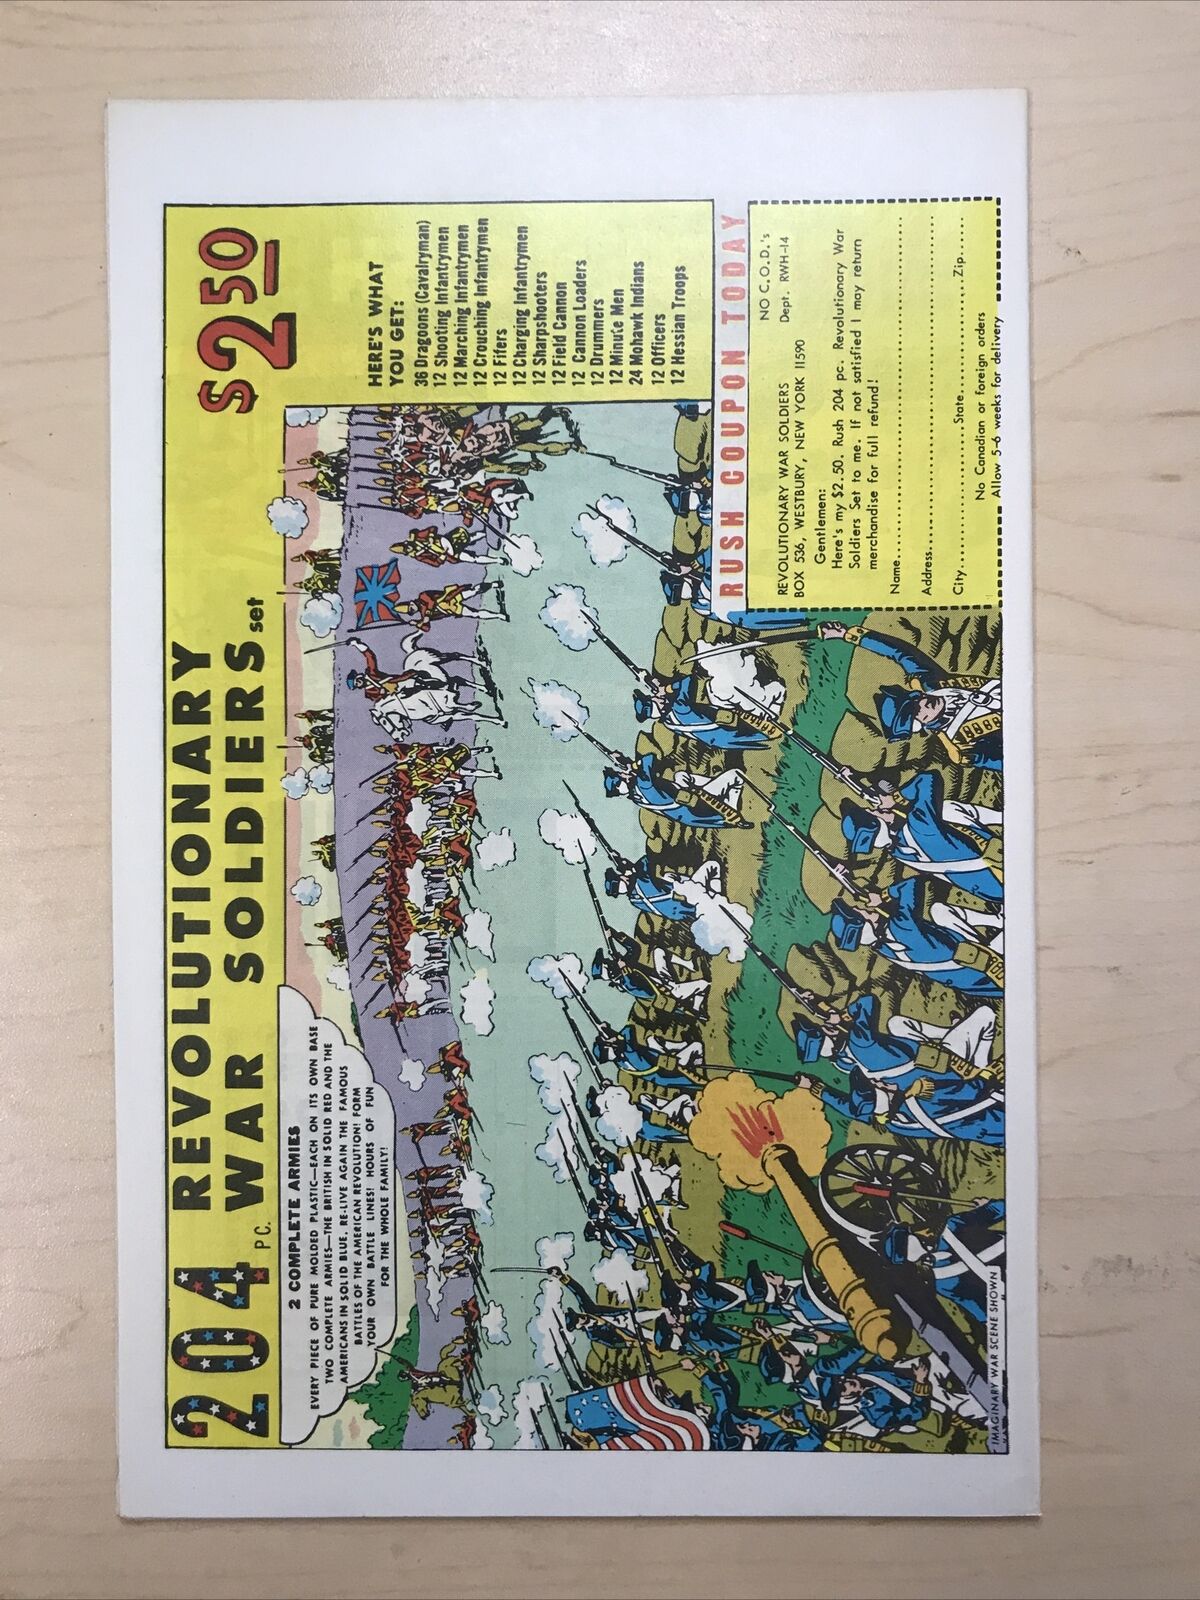 204 PC. REVOLUTIONARY
WAR SOLDIERS set
$2.50
2 COMPLETE ARMIES
EVERY PIECE OF PURE MOLDED PLASTIC—EACH ON ITS OWN BASE
TWO COMPLETE ARMIES—THE BRITISH IN SOLID RED AND THE
AMERICANS IN SOLID BLUE. RE-LIVE AGAIN THE FAMOUS
BATTLES OF THE AMERICAN REVOLUTION! FORM
YOUR OWN BATTLE LINES! HOURS OF FUN
FOR THE WHOLE FAMILY!
HERE'S WHAT
YOU GET:
36 Dragoons (Cavalryman)
12 Shooting Infantrymen
12 Marching Infantrymen
12 Crouching Infantrymen
12 Fifers
12 Charging Infantrymen
12 Sharpshooters
12 Field Cannon
12 Cannon Loaders
12 Drummers
12 Minute Men
24 Mohawk Indians
12 Officers
12 Hessian Troops
RUSH COUPON TODAY
NO C.O.D.'s
REVOLUTIONARY WAR SOLDIERS Dept. RWH-14
BOX 536, WESTBURY, NEW YORK 11590
Gentlemen:
Here's my $2.50. Rush 204 pc. Revolutionary War
Soldiers Set to me. If not satisfied I may return
merchandise for full refund!
Name
Address
City State Zip
No Canadian or foreign orders
Allow 5-6 weeks for delivery
IMAGINARY WAR SCENE SHOWN